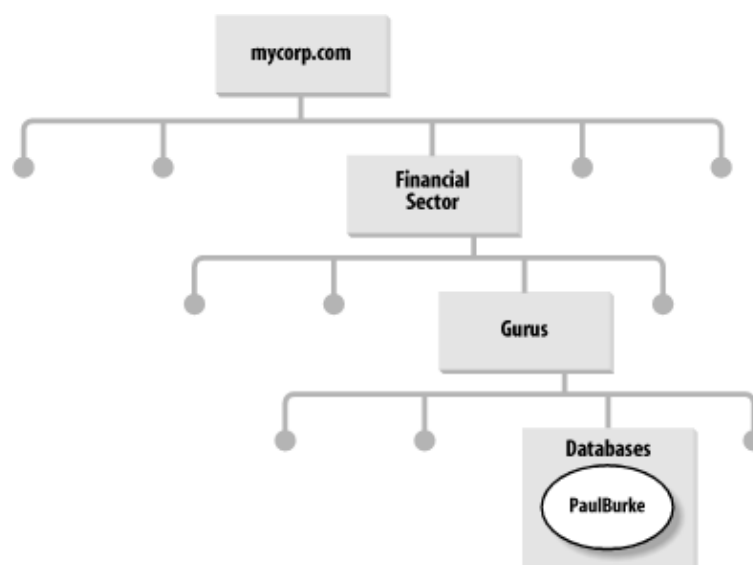 mycorp.com
Financial
Sector
Gurus
Databases
PaulBurke